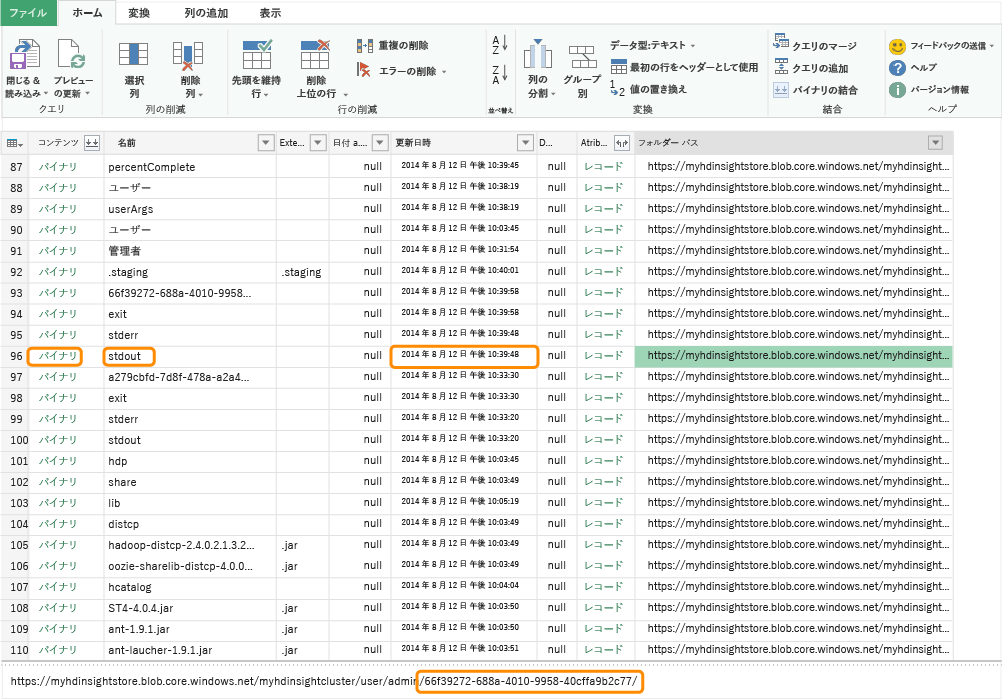 ファイル ホーム 変換 列の追加 表示
閉じる & 読み込み クエリ
プレビュー の更新
選択 列
削除 列
列の削減
先頭を維持 行
削除 上位の行
重複の削除
エラーの削除
行の削減
A Z
Z A
並べ替え
列の 分割
グループ 別
データ型:テキスト
最初の行をヘッダーとして使用
1 2 値の置き換え
変換
クエリのマージ
クエリの追加
バイナリの結合
結合
フィードバックの送信
ヘルプ
バージョン情報
ヘルプ
コンテンツ 名前 Exte... 日付 a.... 更新日時 D... Atrib... フォルダー パス
87 バイナリ percentComplete null 2014 年 8 月 12 日 午後 10:39:45 null レコード https://myhdinsightstore.blob.core.windows.net/myhdinsight...
88 バイナリ ユーザー null 2014 年 8 月 12 日 午後 10:38:19 null レコード https://myhdinsightstore.blob.core.windows.net/myhdinsight...
89 バイナリ userArgs null 2014 年 8 月 12 日 午後 10:38:19 null レコード https://myhdinsightstore.blob.core.windows.net/myhdinsight...
90 バイナリ ユーザー null 2014 年 8 月 12 日 午後 10:03:45 null レコード https://myhdinsightstore.blob.core.windows.net/myhdinsight...
91 バイナリ 管理者 null 2014 年 8 月 12 日 午後 10:31:54 null レコード https://myhdinsightstore.blob.core.windows.net/myhdinsight...
92 バイナリ .staging .staging null 2014 年 8 月 12 日 午後 10:40:01 null レコード https://myhdinsightstore.blob.core.windows.net/myhdinsight...
93 バイナリ 66f39272-688a-4010-9958... null 2014 年 8 月 12 日 午後 10:39:58 null レコード https://myhdinsightstore.blob.core.windows.net/myhdinsight...
94 バイナリ exit null 2014 年 8 月 12 日 午後 10:39:58 null レコード https://myhdinsightstore.blob.core.windows.net/myhdinsight...
95 バイナリ stderr null 2014 年 8 月 12 日 午後 10:39:48 null レコード https://myhdinsightstore.blob.core.windows.net/myhdinsight...
96 バイナリ stdout null 2014 年 8 月 12 日 午後 10:39:48 null レコード https://myhdinsightstore.blob.core.windows.net/myhdinsight...
97 バイナリ a279cbfd-7d8f-478a-a2a4... null 2014 年 8 月 12 日 午後 10:33:30 null レコード https://myhdinsightstore.blob.core.windows.net/myhdinsight...
98 バイナリ exit null 2014 年 8 月 12 日 午後 10:33:30 null レコード https://myhdinsightstore.blob.core.windows.net/myhdinsight...
99 バイナリ stderr null 2014 年 8 月 12 日 午後 10:33:20 null レコード https://myhdinsightstore.blob.core.windows.net/myhdinsight...
100 バイナリ stdout null 2014 年 8 月 12 日 午後 10:33:20 null レコード https://myhdinsightstore.blob.core.windows.net/myhdinsight...
101 バイナリ hdp null 2014 年 8 月 12 日 午後 10:03:45 null レコード https://myhdinsightstore.blob.core.windows.net/myhdinsight...
102 バイナリ share null 2014 年 8 月 12 日 午後 10:03:49 null レコード https://myhdinsightstore.blob.core.windows.net/myhdinsight...
103 バイナリ lib null 2014 年 8 月 12 日 午後 10:05:19 null レコード https://myhdinsightstore.blob.core.windows.net/myhdinsight...
104 バイナリ distcp null 2014 年 8 月 12 日 午後 10:03:49 null レコード https://myhdinsightstore.blob.core.windows.net/myhdinsight...
105 バイナリ hadoop-distcp-2.4.0.2.1.3.2... .jar null 2014 年 8 月 12 日 午後 10:03:49 null レコード https://myhdinsightstore.blob.core.windows.net/myhdinsight...
106 バイナリ oozie-sharelib-distcp-4.0.0... .jar null 2014 年 8 月 12 日 午後 10:03:49 null レコード https://myhdinsightstore.blob.core.windows.net/myhdinsight...
107 バイナリ hcatalog null 2014 年 8 月 12 日 午後 10:04:04 null レコード https://myhdinsightstore.blob.core.windows.net/myhdinsight...
108 バイナリ ST4-4.0.4.jar .jar null 2014 年 8 月 12 日 午後 10:03:50 null レコード https://myhdinsightstore.blob.core.windows.net/myhdinsight...
109 バイナリ ant-1.9.1.jar .jar null 2014 年 8 月 12 日 午後 10:03:50 null レコード https://myhdinsightstore.blob.core.windows.net/myhdinsight...
110 バイナリ ant-laucher-1.9.1.jar .jar null 2014 年 8 月 12 日 午後 10:03:51 null レコード https://myhdinsightstore.blob.core.windows.net/myhdinsight...
https://myhdinsightstore.blob.core.windows.net/myhdinsightcluster/user/admin/66f39272-688a-4010-9958-40cffa9b2c77/